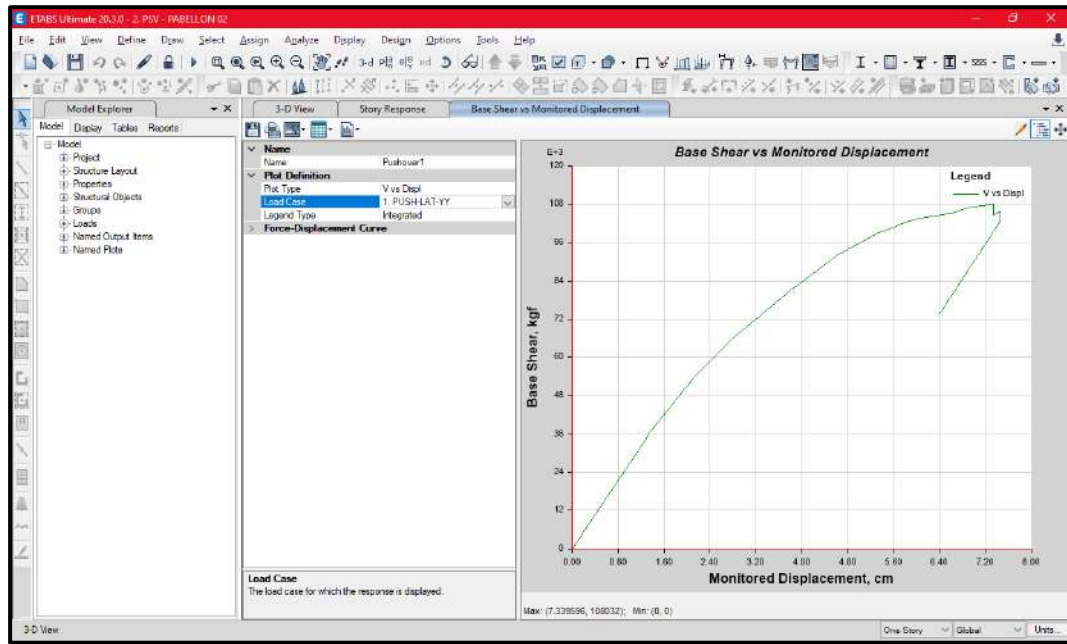 ETABS Ultimate 20.3.0 - 2. PSV - PABELLON 02
File Edit View Define Draw Select Assign Analyze Display Design Options Tools Help
3-d
Model Explorer
Model Display Tables Reports
Model
Project
Structure Layout
Properties
Structural Objects
Groups
Loads
Named Output Items
Named Plots
3-D View Story Response Base Shear vs Monitored Displacement
Name
Name Pushover1
Plot Definition
Plot Type V vs Displ
Load Case 1. PUSH-LAT-YY
Legend Type Integrated
Force-Displacement Curve
Load Case
The load case for which the response is displayed.
Base Shear vs Monitored Displacement
E+3
Legend
V vs Displ
120
108
96
84
72
60
48
36
24
12
0
Base Shear, kgf
0.00 0.80 1.60 2.40 3.20 4.00 4.80 5.60 6.40 7.20 8.00
Monitored Displacement, cm
Max: (7.339596, 108032); Min: (0, 0)
3-D View
One Story Global Units...